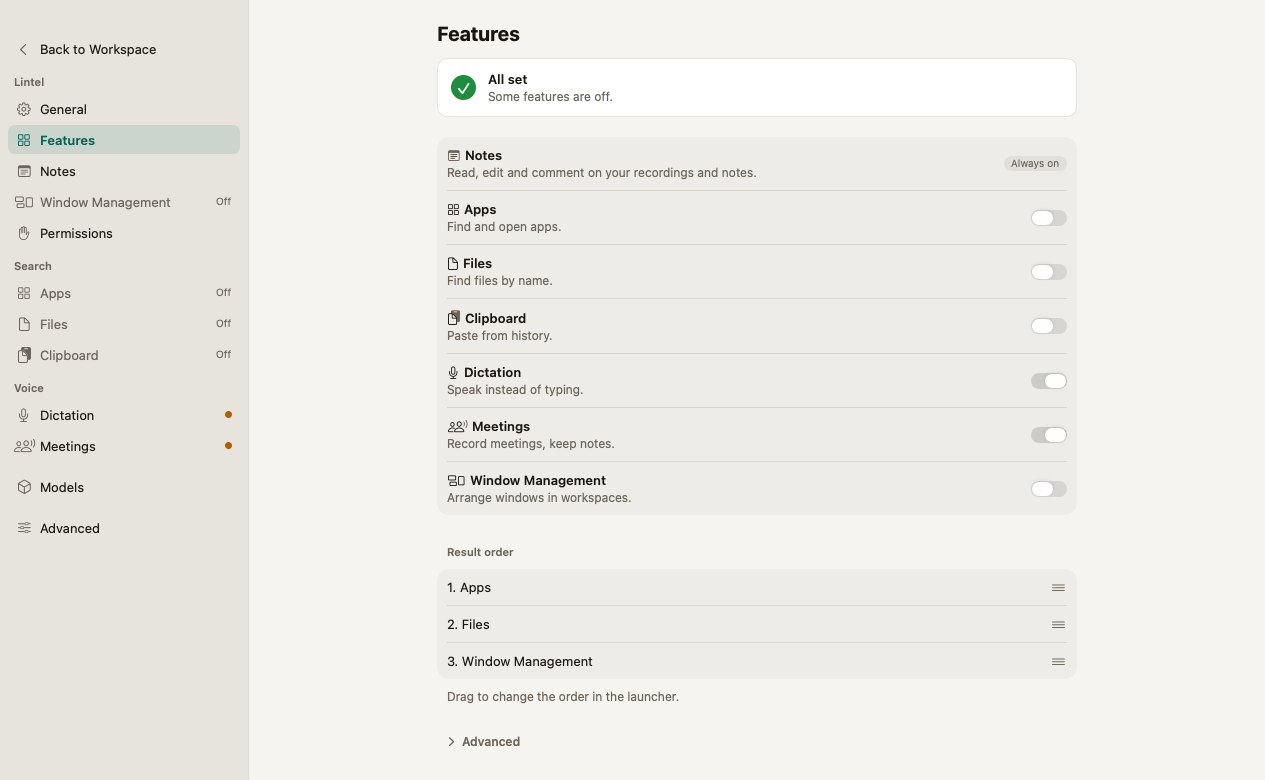 Back to Workspace
Lintel
General
Features
Notes
Window Management Off
Permissions
Search
Apps Off
Files Off
Clipboard Off
Voice
Dictation
Meetings
Models
Advanced
Features
All set
Some features are off.
Notes
Read, edit and comment on your recordings and notes.
Always on
Apps
Find and open apps.
Files
Find files by name.
Clipboard
Paste from history.
Dictation
Speak instead of typing.
Meetings
Record meetings, keep notes.
Window Management
Arrange windows in workspaces.
Result order
1. Apps
2. Files
3. Window Management
Drag to change the order in the launcher.
Advanced